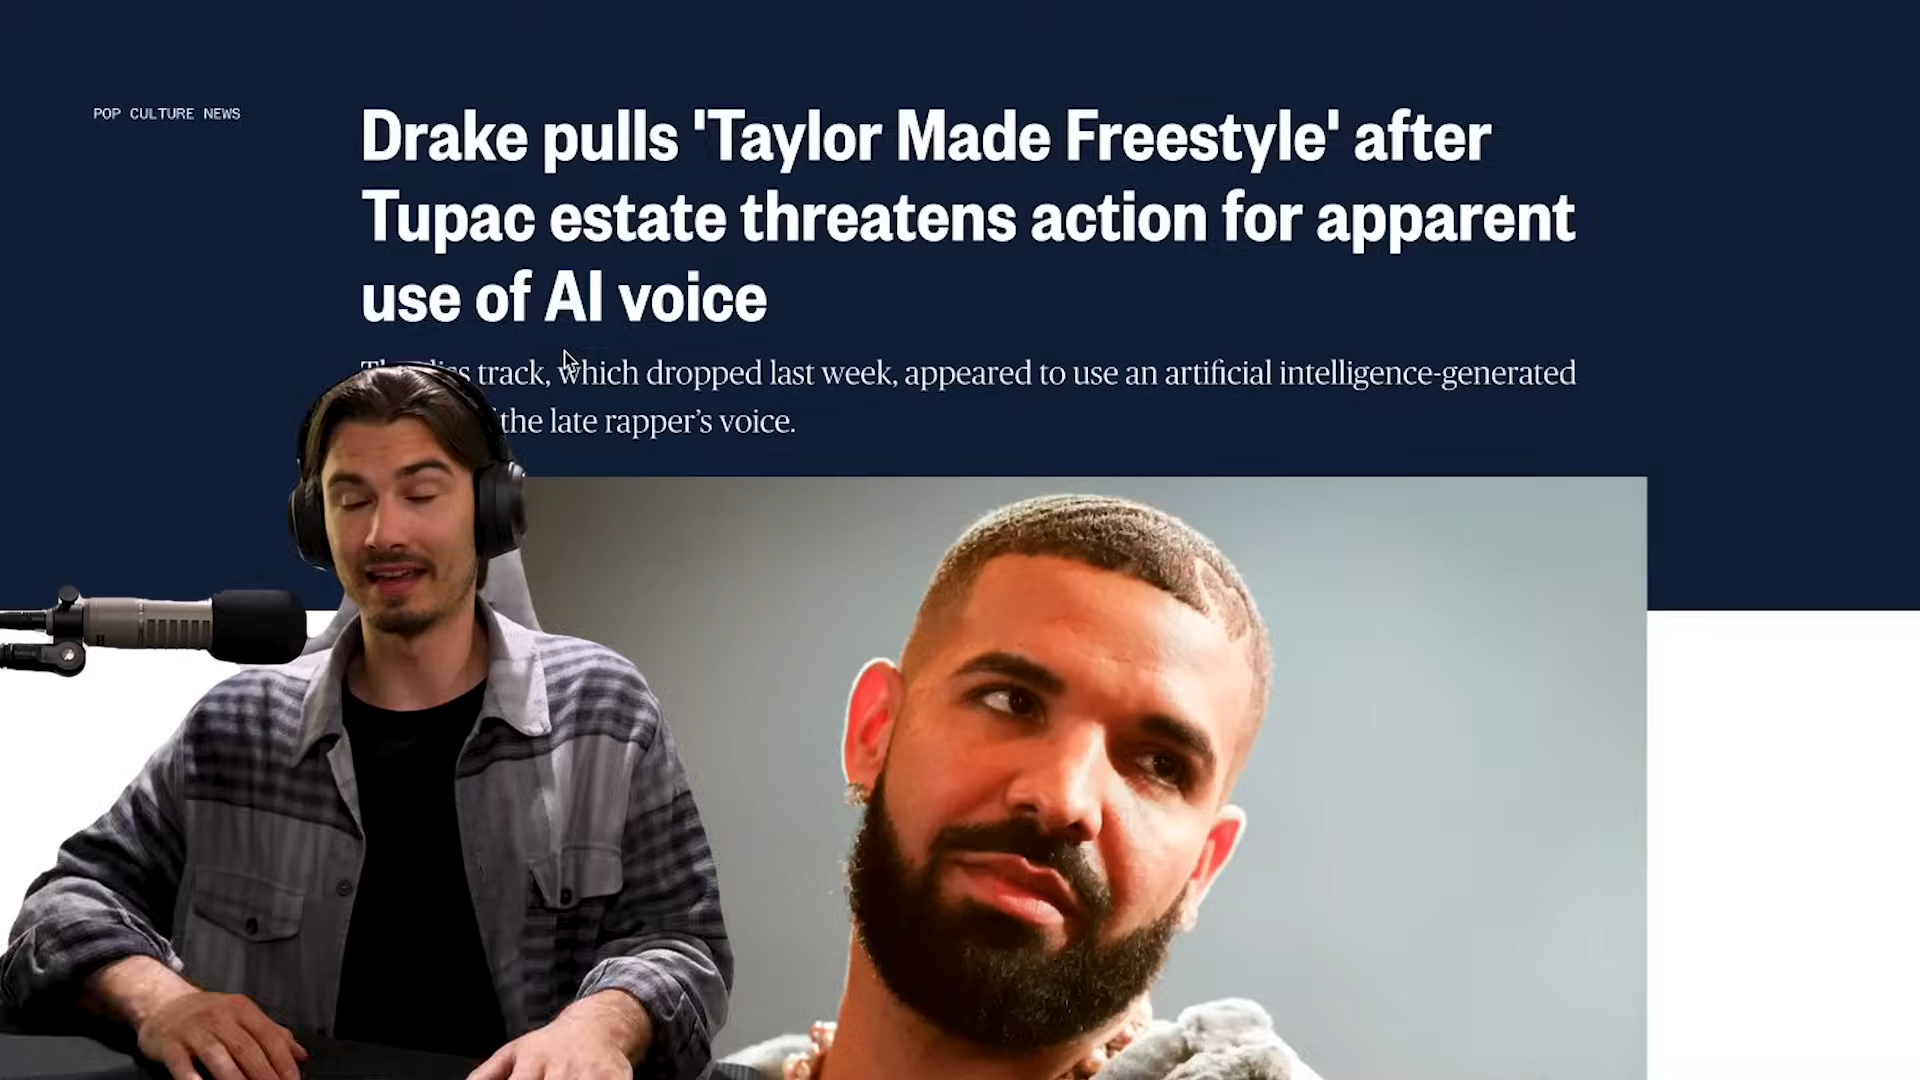 POP CULTURE NEWS
Drake pulls 'Taylor Made Freestyle' after
Tupac estate threatens action for apparent
use of AI voice
track, which dropped last week, appeared to use an artificial intelligence-generated
the late rapper’s voice.